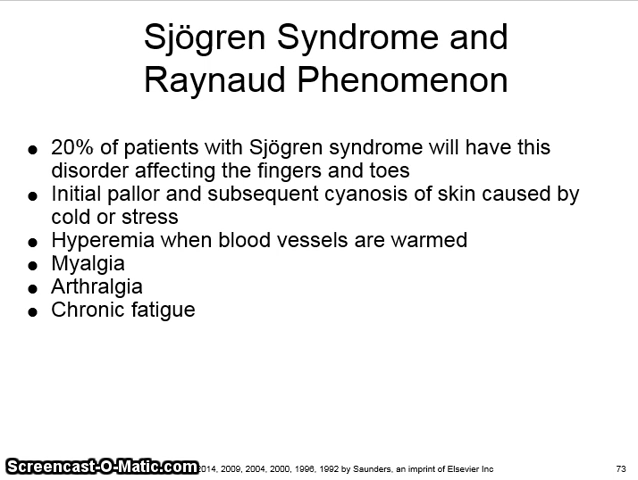 Sjögren Syndrome and
Raynaud Phenomenon
● 20% of patients with Sjögren syndrome will have this
disorder affecting the fingers and toes
● Initial pallor and subsequent cyanosis of skin caused by
cold or stress
● Hyperemia when blood vessels are warmed
● Myalgia
● Arthralgia
● Chronic fatigue
Screencast-O-Matic.com 2014, 2009, 2004, 2000, 1996, 1992 by Saunders, an imprint of Elsevier Inc 73